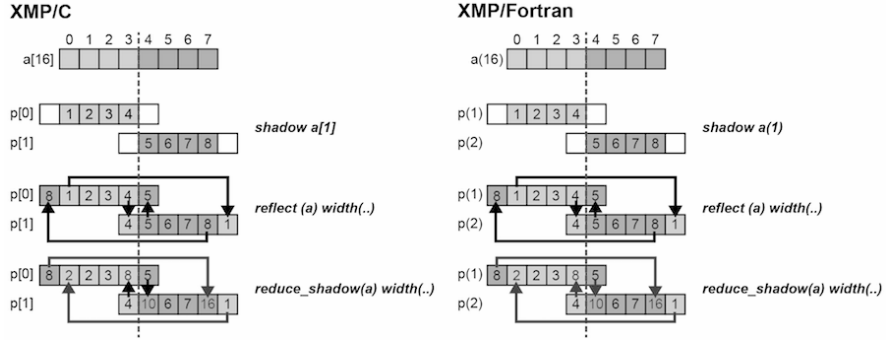 XMP/C
0 1 2 3 4 5 6 7
a[16]
p[0] 1 2 3 4
shadow a[1]
p[1] 5 6 7 8
p[0] 8 1 2 3 4 5
reflect (a) width(..)
p[1] 4 5 6 7 8 1
p[0] 8 2 2 3 8 5
reduce_shadow(a) width(..)
p[1] 4 10 6 7 16 1
XMP/Fortran
0 1 2 3 4 5 6 7
a(16)
p(1) 1 2 3 4
shadow a(1)
p(2) 5 6 7 8
p(1) 8 1 2 3 4 5
reflect (a) width(..)
p(2) 4 5 6 7 8 1
p(1) 8 2 2 3 8 5
reduce_shadow(a) width(..)
p(2) 4 10 6 7 16 1